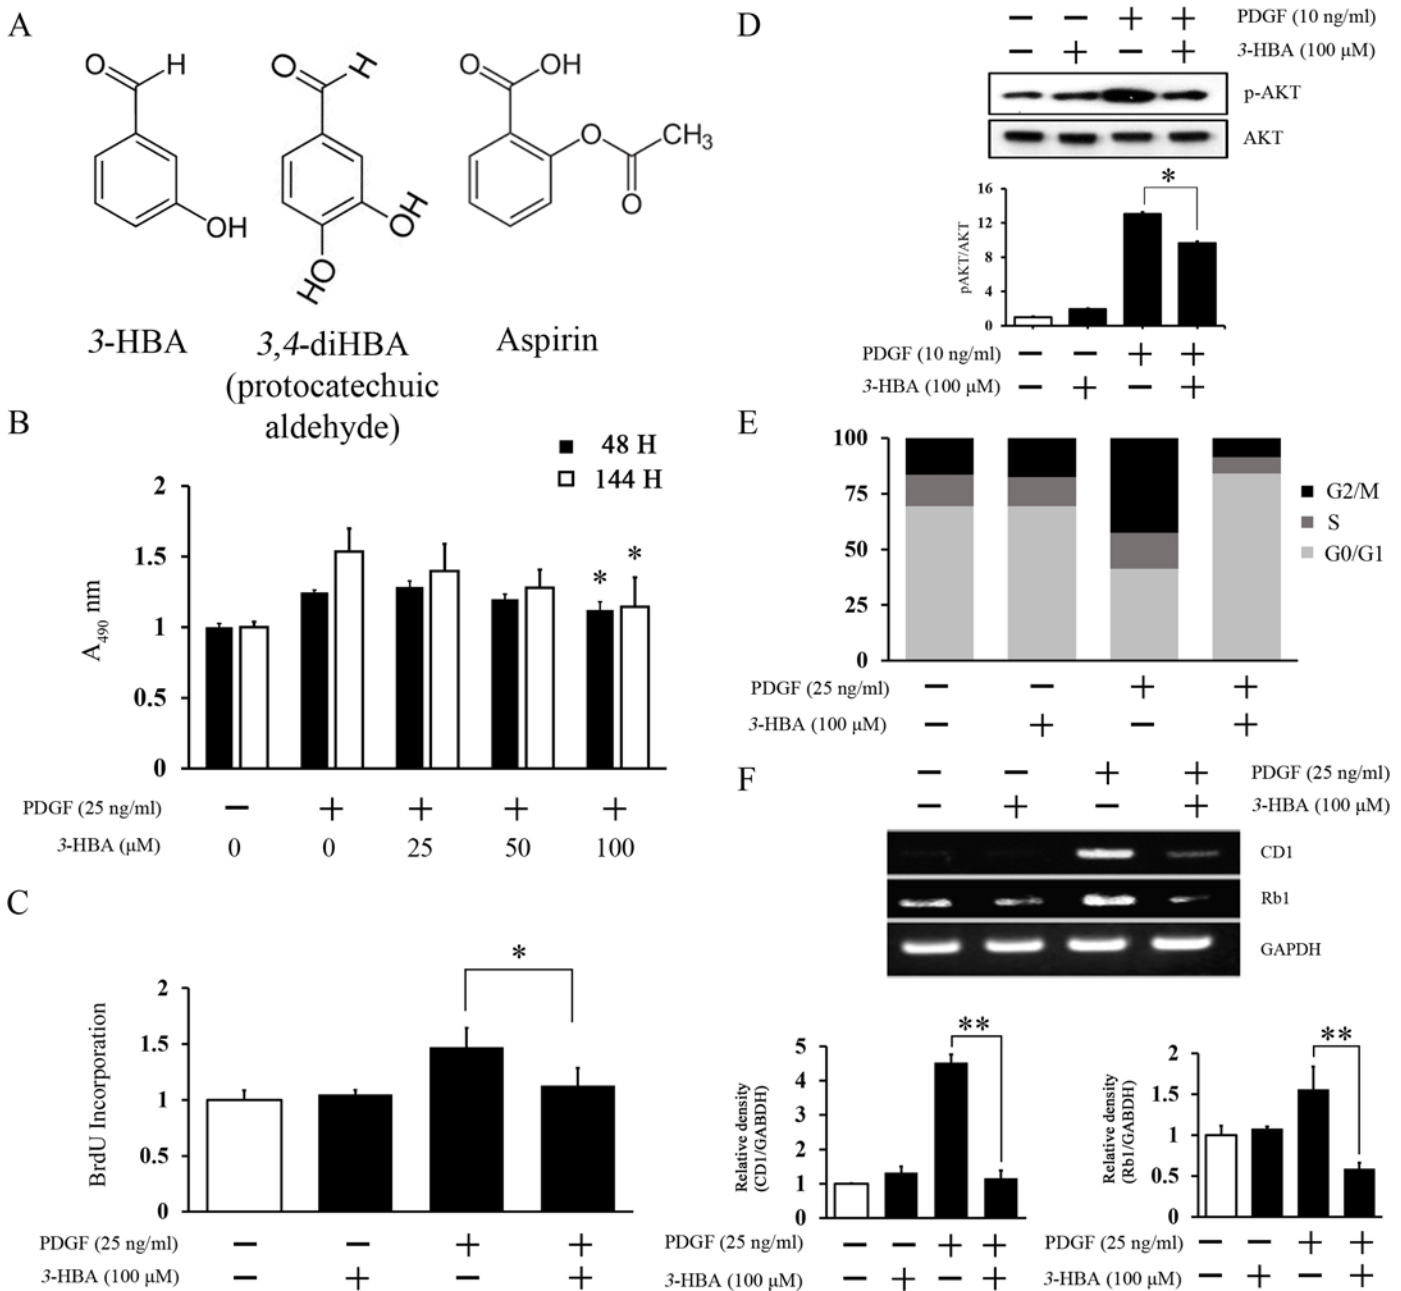 A
O
H
OH
3-HBA
O
H
OH
HO
3,4-diHBA
(protocatechuic
aldehyde)
O
OH
O
CH3
O
Aspirin
B
48 H
144 H
2
1.5
1
0.5
0
A490 nm
* *
PDGF (25 ng/ml) − + + + +
3-HBA (µM) 0 0 25 50 100
C
*
2
1.5
1
0.5
0
BrdU Incorporation
PDGF (25 ng/ml) − − + +
3-HBA (100 µM) − + − +
D
− − + + PDGF (10 ng/ml)
− + − + 3-HBA (100 µM)
p-AKT
AKT
*
16
12
8
4
0
pAKT/AKT
PDGF (10 ng/ml) − − + +
3-HBA (100 µM) − + − +
E
100
75
50
25
0
G2/M
S
G0/G1
PDGF (25 ng/ml) − − + +
3-HBA (100 µM) − + − +
F
− − + + PDGF (25 ng/ml)
− + − + 3-HBA (100 µM)
CD1
Rb1
GAPDH
**
5
4
3
2
1
0
Relative density
(CD1/GABDH)
PDGF (25 ng/ml) − − + +
3-HBA (100 µM) − + − +
**
2
1.5
1
0.5
0
Relative density
(Rb1/GABDH)
PDGF (25 ng/ml) − − + +
3-HBA (100 µM) − + − +